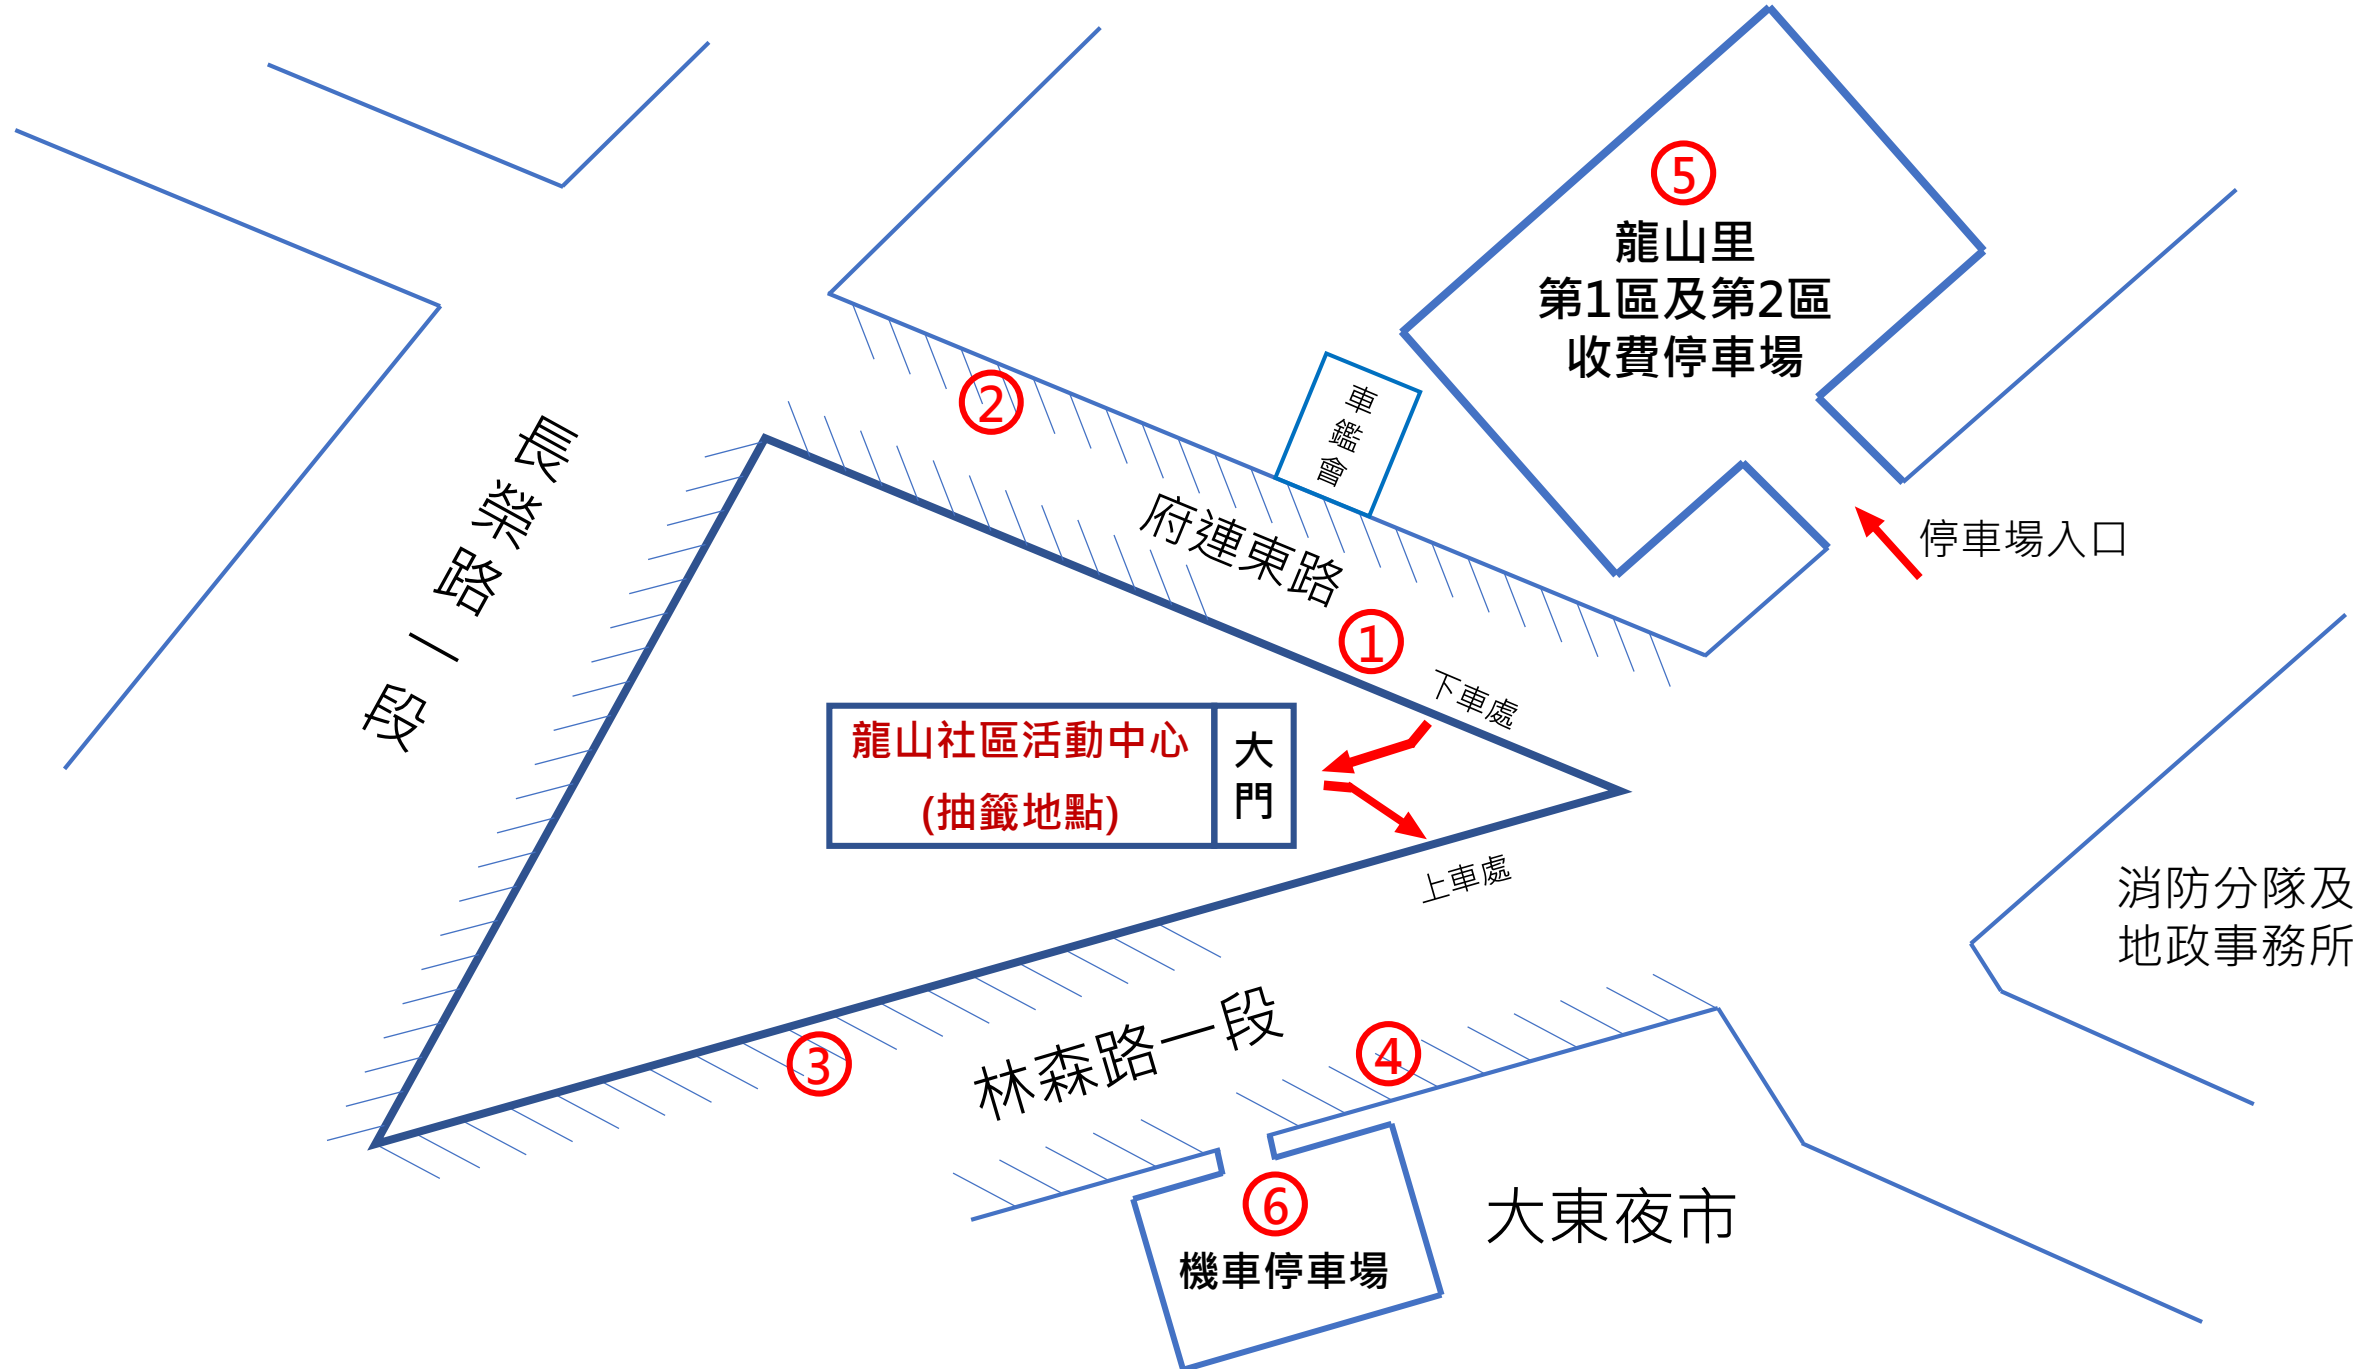 ⑤
龍山里
第1區及第2區
收費停車場
②
車鑑會
長榮路一段
府連東路
停車場入口
①
下車處
龍山社區活動中心
(抽籤地點)
大門
上車處
消防分隊及
地政事務所
林森路一段
③
④
⑥
機車停車場
大東夜市